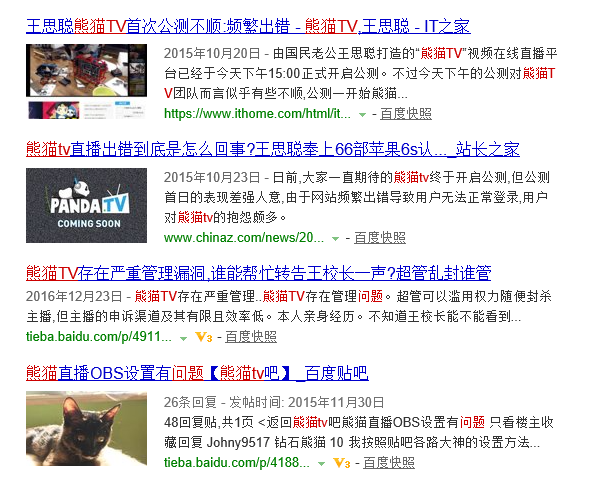 王思聪熊猫TV首次公测不顺:频繁出错 - 熊猫TV,王思聪 - IT之家
2015年10月20日 - 由国民老公王思聪打造的“熊猫TV”视频在线直播平
台已经于今天下午15:00正式开启公测。不过今天下午的公测对熊猫T
V团队而言似乎有些不顺,公测一开始熊猫...
https://www.ithome.com/html/it... - 百度快照
熊猫tv直播出错到底是怎么回事?王思聪奉上66部苹果6s认..._站长之家
PANDA.TV
COMING SOON
2015年10月23日 - 日前,大家一直期待的熊猫tv终于开启公测,但公测
首日的表现差强人意,由于网站频繁出错导致用户无法正常登录,用户
对熊猫tv的抱怨颇多。
www.chinaz.com/news/20... - 百度快照
熊猫TV存在严重管理漏洞,谁能帮忙转告王校长一声?超管乱封谁管
2016年12月23日 - 熊猫TV存在严重管理..熊猫TV存在管理问题。超管可以滥用权力随便封杀
主播,但主播的申诉渠道及其有限且效率低。本人亲身经历。不知道王校长能不能看到...
tieba.baidu.com/p/4911... V3 - 百度快照
熊猫直播OBS设置有问题【熊猫tv吧】_百度贴吧
26条回复 - 发帖时间: 2015年11月30日
48回复贴,共1页 <返回熊猫tv吧熊猫直播OBS设置有问题 只看楼主收
藏回复 Johny9517 钻石熊猫 10 我按照贴吧各路大神的设置方法...
tieba.baidu.com/p/4188... V3 - 百度快照